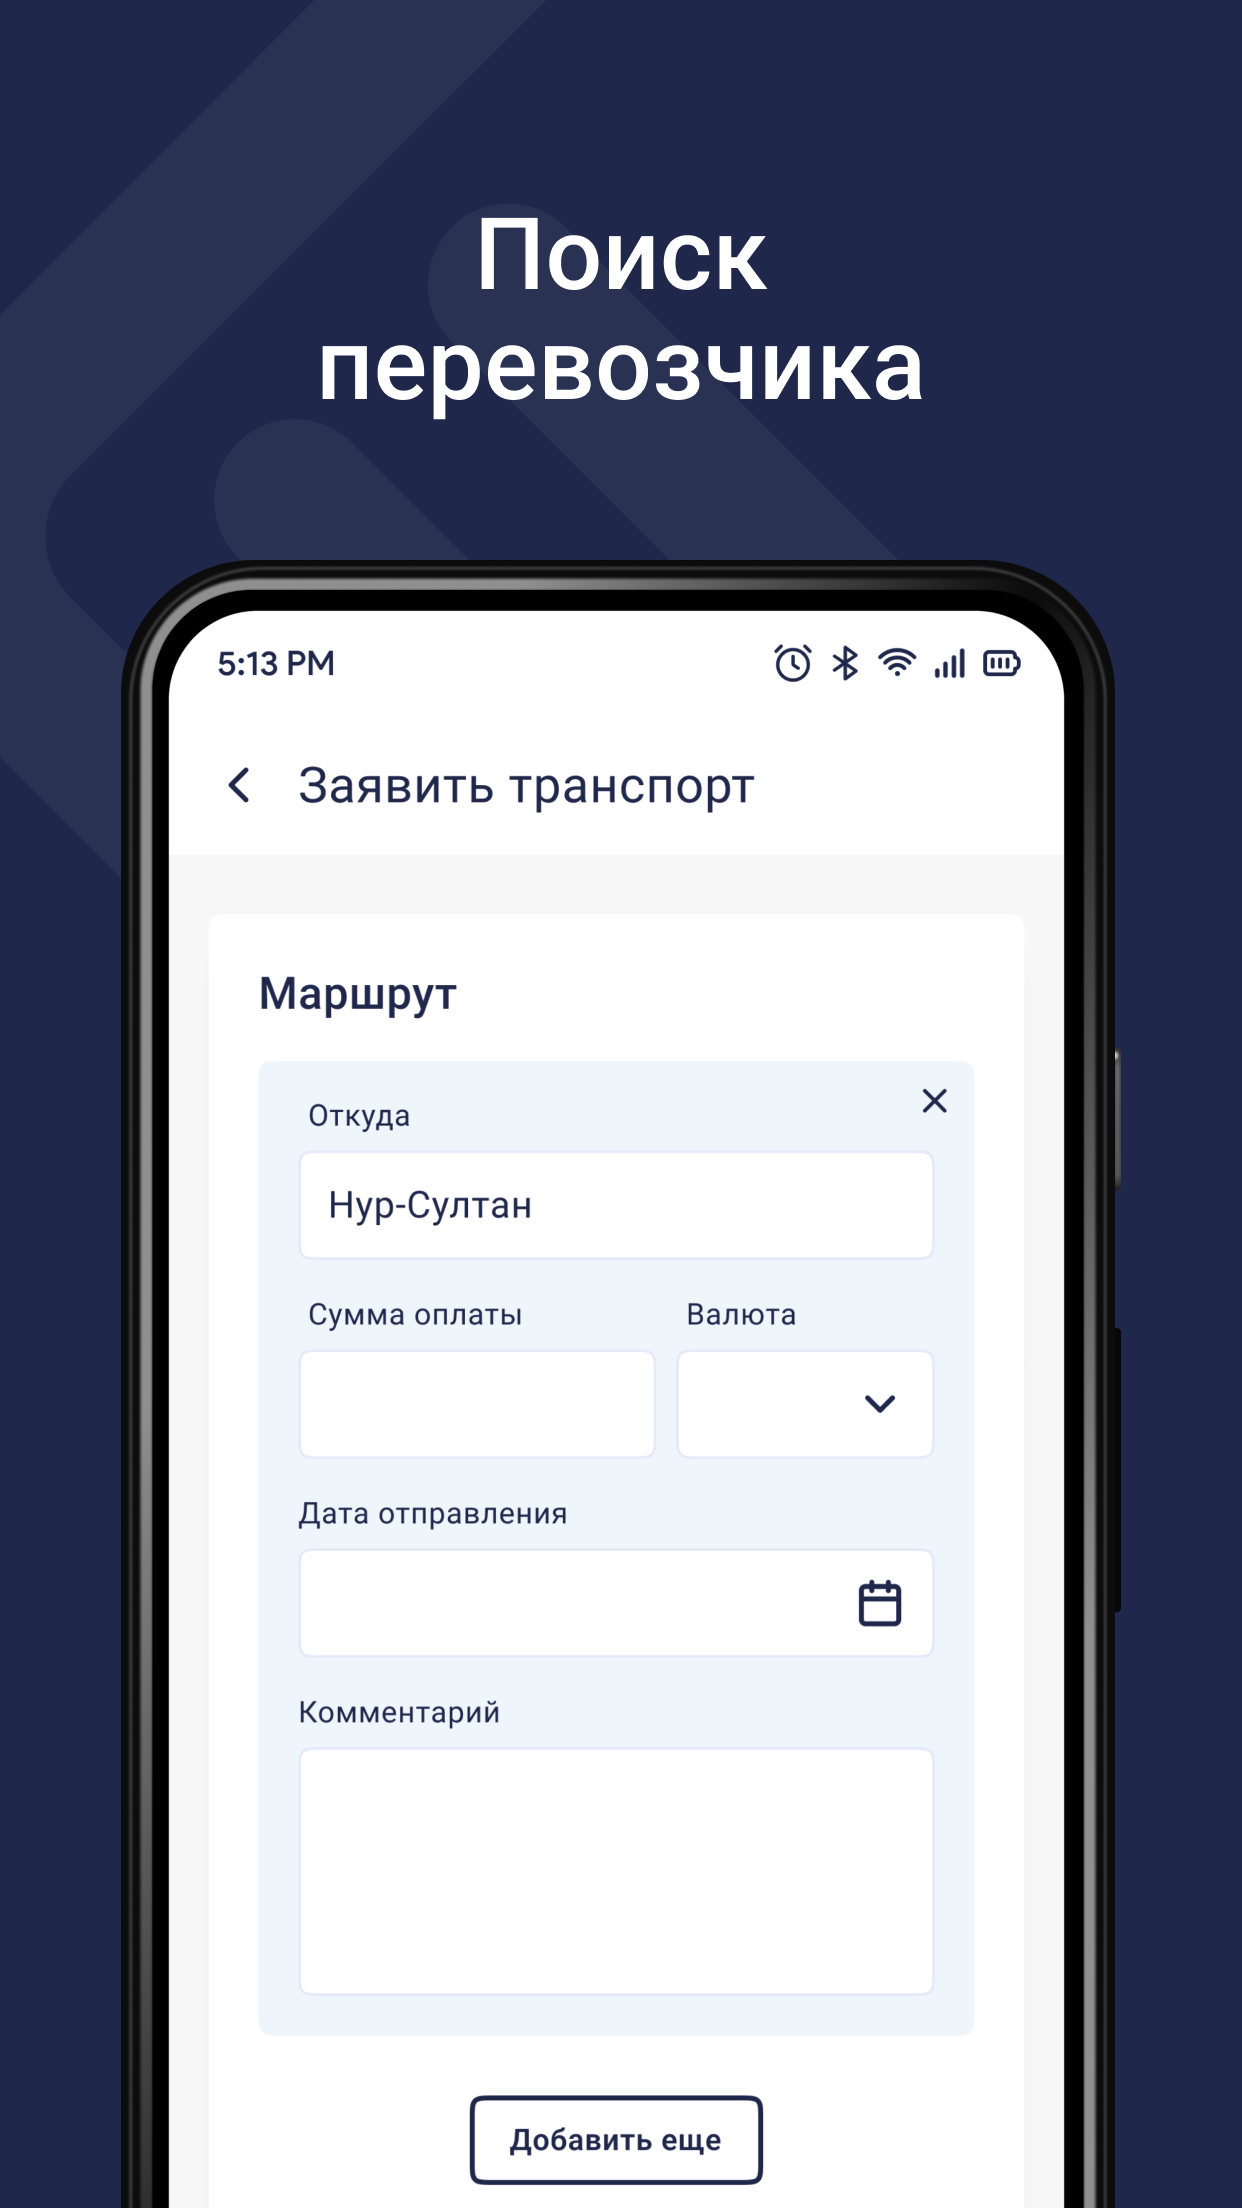 Поиск
перевозчика
5:13 PM
Заявить транспорт
Маршрут
Откуда
Нур-Султан
Сумма оплаты
Валюта
Дата отправления
Комментарий
Добавить еще